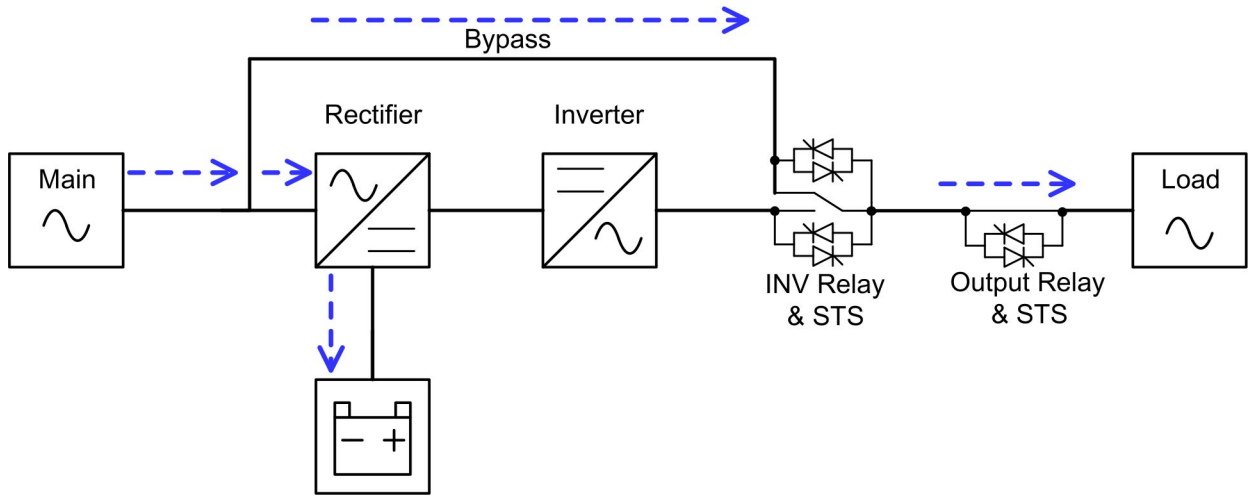 Bypass
Rectifier
Inverter
Main
Load
INV Relay
& STS
Output Relay
& STS